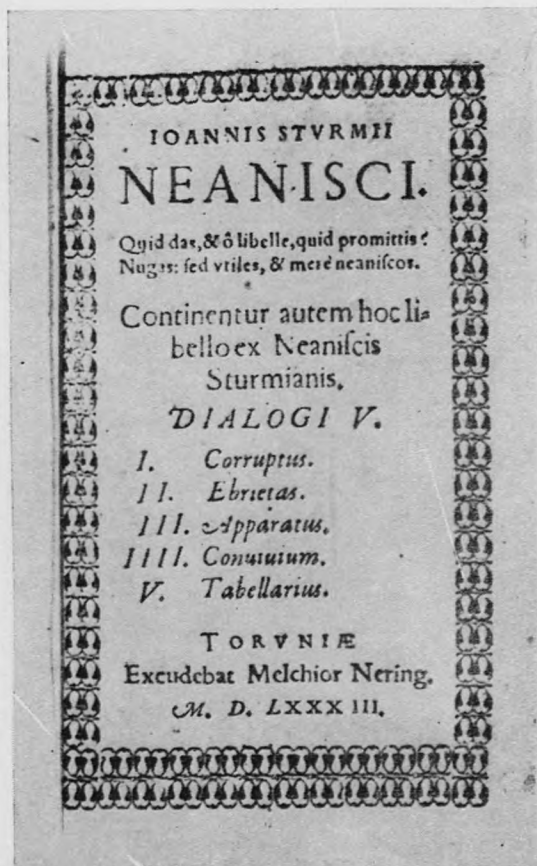 IOANNIS STVRMII
NEANISCI.
Quid das, & ô libelle, quid promittis?
Nugas: ſed vtiles, & merè neaniſcos.
Continentur autem hoc li-
bello ex Neaniſcis
Sturmianis.
DIALOGI V.
I. Corruptus.
II. Ebrietas.
III. Apparatus.
IIII. Conuiuium.
V. Tabellarius.
TORVNIÆ
Excudebat Melchior Nering.
M. D. LXXXIII.